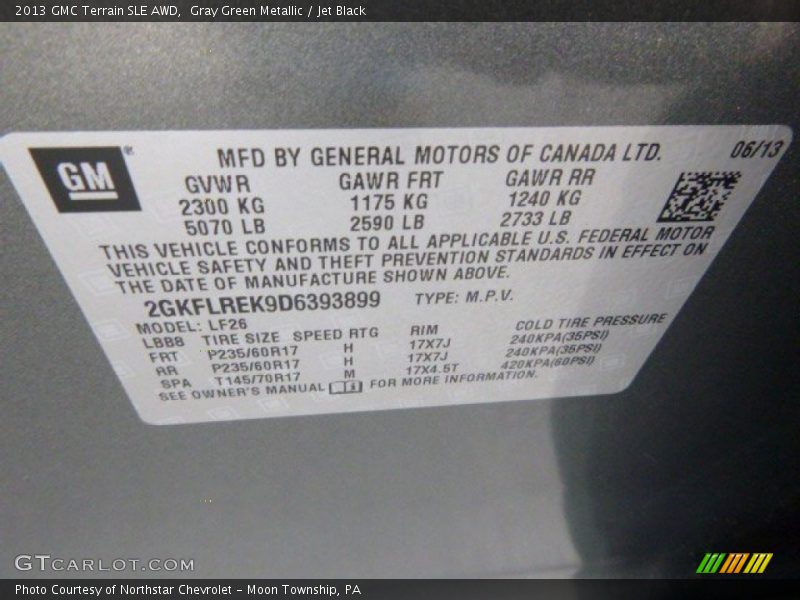 2013 GMC Terrain SLE AWD,  Gray Green Metallic / Jet Black
GM®
MFD BY GENERAL MOTORS OF CANADA LTD. 06/13
GVWR GAWR FRT GAWR RR
2300 KG 1175 KG 1240 KG
5070 LB 2590 LB 2733 LB
THIS VEHICLE CONFORMS TO ALL APPLICABLE U.S. FEDERAL MOTOR
VEHICLE SAFETY AND THEFT PREVENTION STANDARDS IN EFFECT ON
THE DATE OF MANUFACTURE SHOWN ABOVE.
2GKFLREK9D6393899 TYPE: M.P.V.
MODEL: LF26
LBBB TIRE SIZE SPEED RTG RIM COLD TIRE PRESSURE
FRT P235/60R17 H 17X7J 240KPA(35PSI)
RR P235/60R17 H 17X7J 240KPA(35PSI)
SPA T145/70R17 M 17X4.5T 420KPA(60PSI)
SEE OWNER'S MANUAL FOR MORE INFORMATION.
GTCARLOT.COM
Photo Courtesy of Northstar Chevrolet - Moon Township, PA